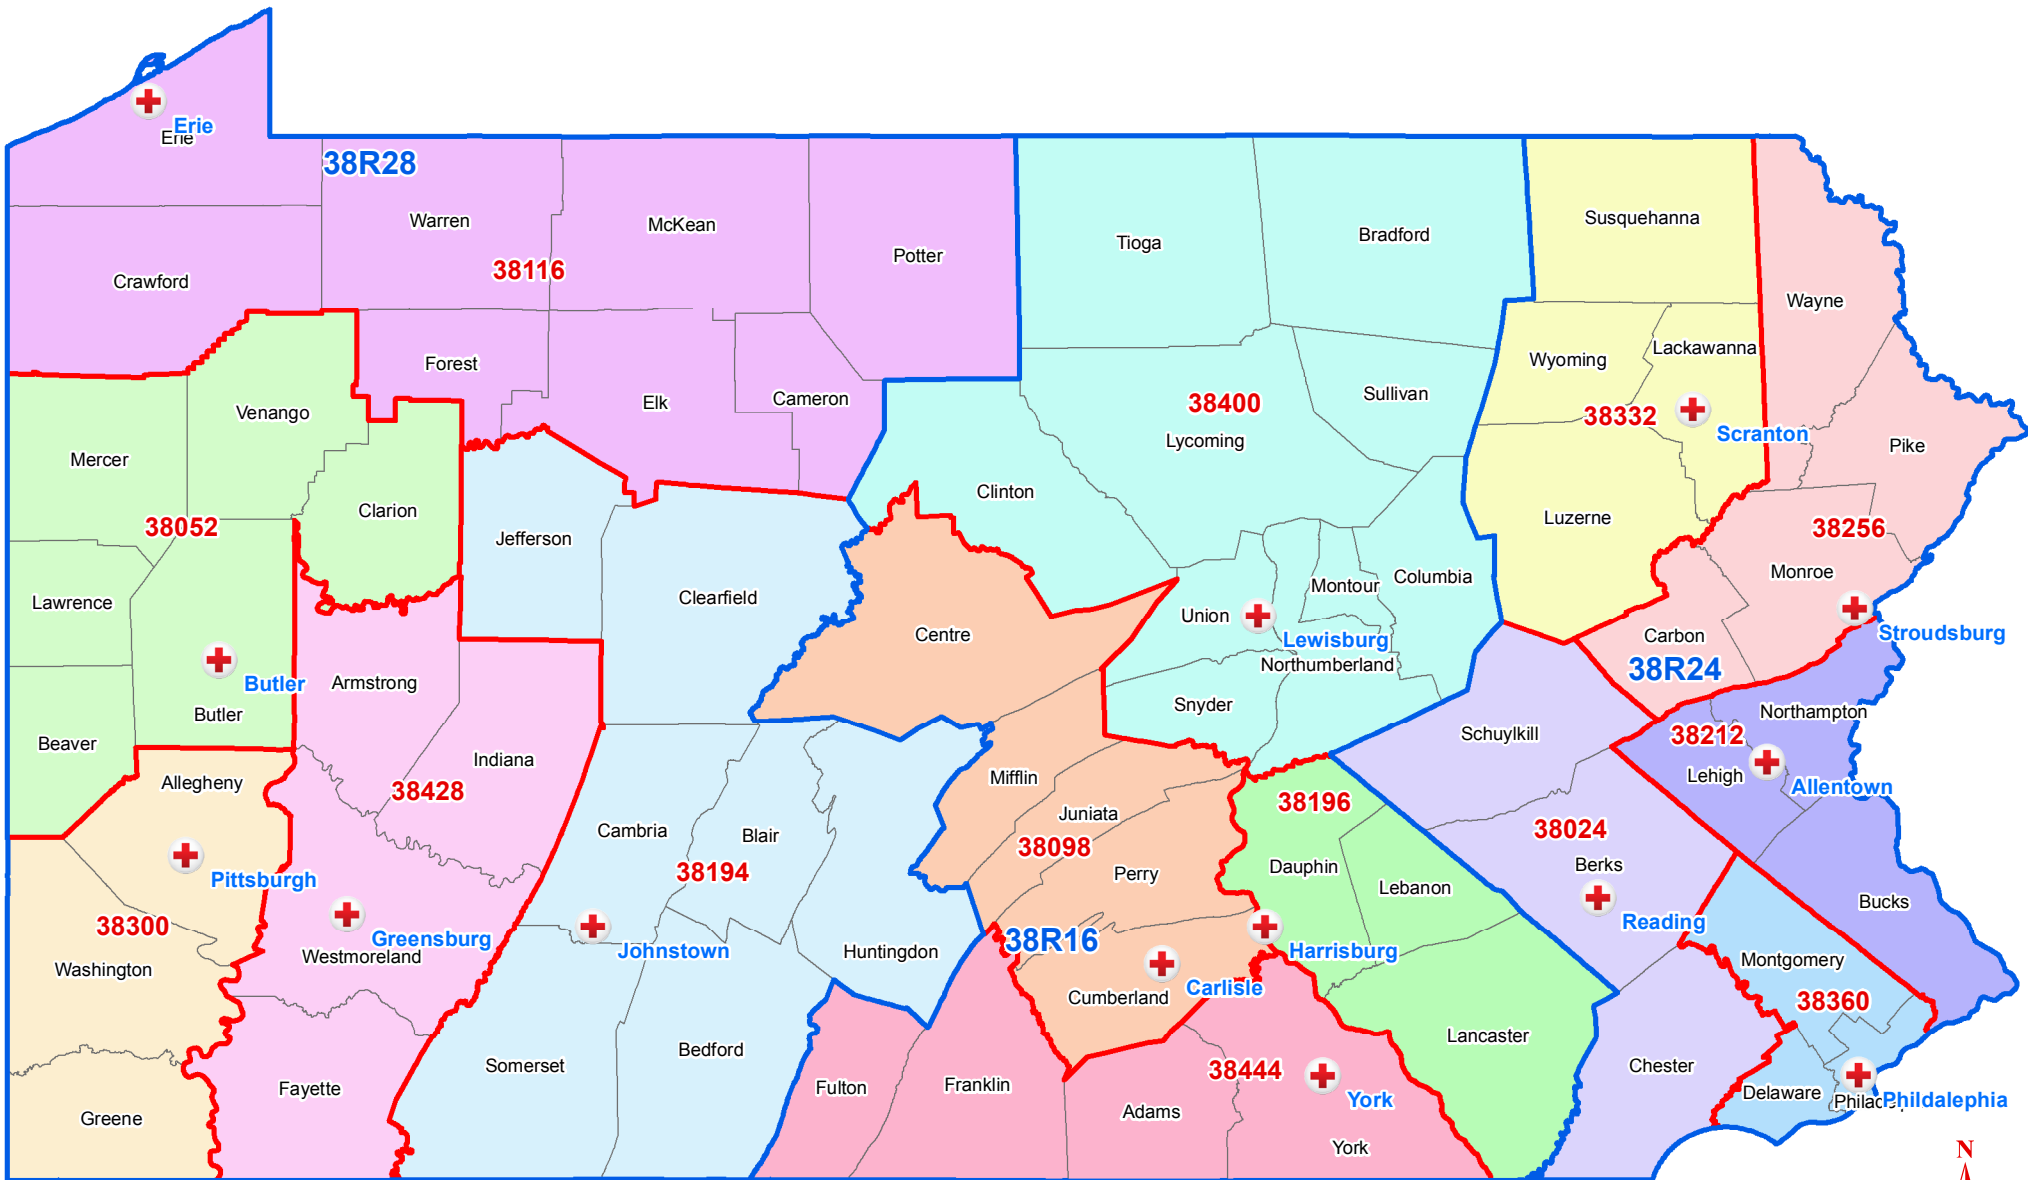 Erie
Erie
38R28
Warren
McKean
Potter
38116
Crawford
Tioga
Bradford
Susquehanna
Wayne
Forest
Elk
Cameron
Venango
Mercer
Clarion
38052
Lawrence
Butler
Butler
Beaver
Jefferson
Clearfield
Centre
Clinton
38400
Lycoming
Sullivan
Wyoming
Lackawanna
38332
Scranton
Pike
Luzerne
38256
Monroe
Stroudsburg
Carbon
38R24
Columbia
Montour
Union
Lewisburg
Northumberland
Snyder
Armstrong
Indiana
38428
Allegheny
Pittsburgh
38300
Washington
Greensburg
Westmoreland
Greene
Fayette
Cambria
Blair
38194
Johnstown
Huntingdon
Somerset
Bedford
Mifflin
Juniata
38098
Perry
38R16
Cumberland
Carlisle
Harrisburg
38196
Dauphin
Lebanon
Lancaster
Schuylkill
38024
Berks
Reading
Northampton
38212
Lehigh
Allentown
Bucks
Montgomery
38360
Chester
Delaware
Phildalephia
Fulton
Franklin
Adams
38444
York
York
N